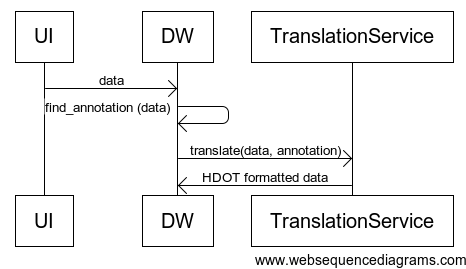 UI DW TranslationService
data
find_annotation (data)
translate(data, annotation)
HDOT formatted data
UI DW TranslationService
www.websequencediagrams.com